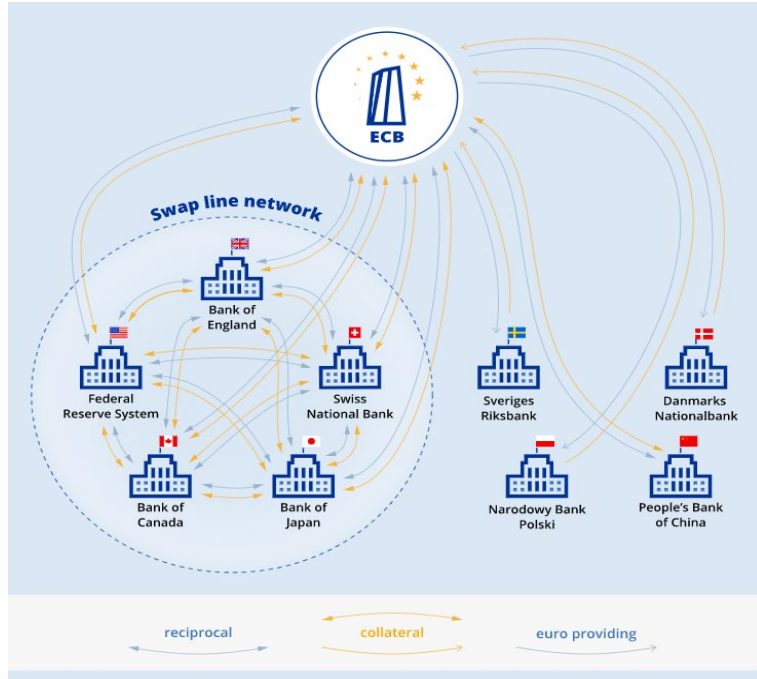 ECB
Swap line network
Bank of
England
Federal
Reserve System
Swiss
National Bank
Bank of
Canada
Bank of
Japan
Sveriges
Riksbank
Danmarks
Nationalbank
Narodowy Bank
Polski
People's Bank
of China
reciprocal
collateral
euro providing